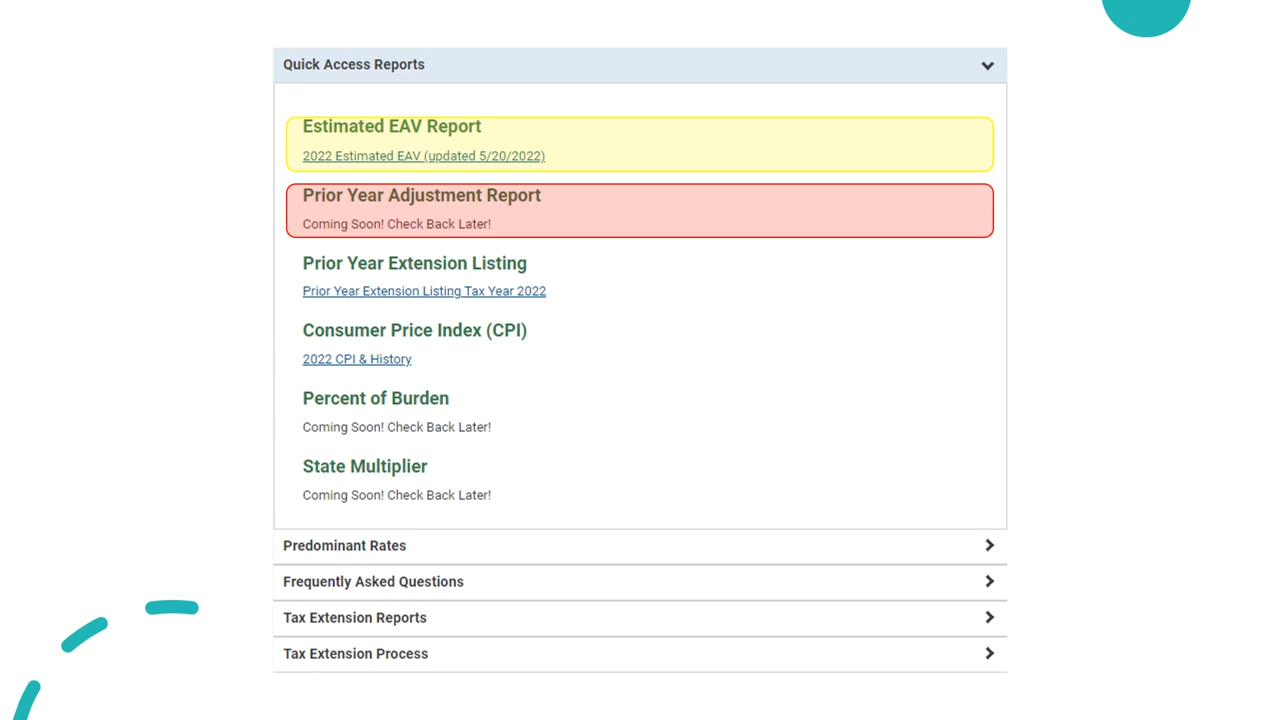 Quick Access Reports
Estimated EAV Report
2022 Estimated EAV (updated 5/20/2022)
Prior Year Adjustment Report
Coming Soon! Check Back Later!
Prior Year Extension Listing
Prior Year Extension Listing Tax Year 2022
Consumer Price Index (CPI)
2022 CPI & History
Percent of Burden
Coming Soon! Check Back Later!
State Multiplier
Coming Soon! Check Back Later!
Predominant Rates
Frequently Asked Questions
Tax Extension Reports
Tax Extension Process